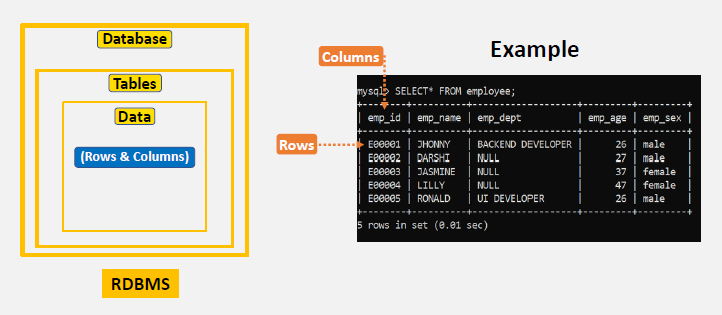 Database
Tables
Data
(Rows & Columns)
RDBMS
Example
Columns
Rows
mysql> SELECT* FROM employee;
+--------+----------+-------------------+---------+---------+
| emp_id | emp_name | emp_dept | emp_age | emp_sex |
+--------+----------+-------------------+---------+---------+
| E00001 | JHONNY | BACKEND DEVELOPER | 26 | male |
| E00002 | DARSHI | NULL | 27 | male |
| E00003 | JASMINE | NULL | 37 | female |
| E00004 | LILLY | NULL | 47 | female |
| E00005 | RONALD | UI DEVELOPER | 26 | male |
+--------+----------+-------------------+---------+---------+
5 rows in set (0.01 sec)